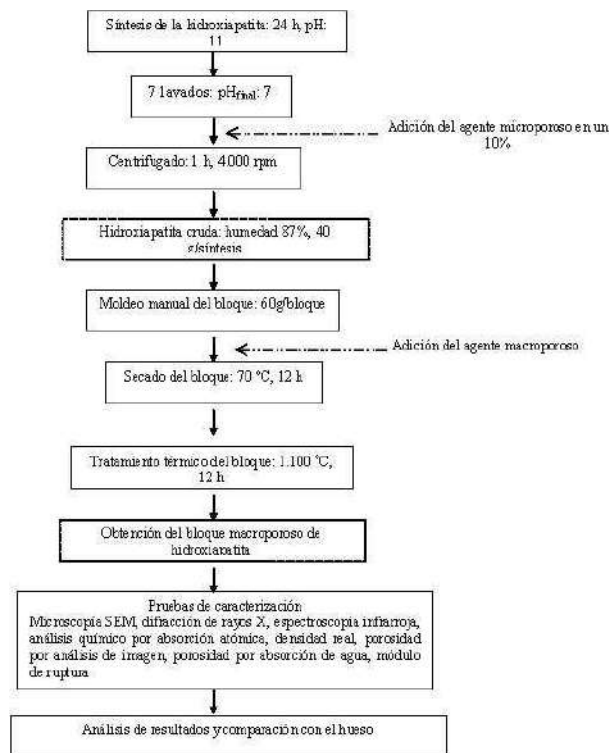 Síntesis de la hidroxiapatita: 24 h, pH:
11
7 lavados: pHfinal: 7
Adición del agente microporoso en un
10%
Centrifugado: 1 h, 4.000 rpm
Hidroxiapatita cruda: humedad 87%, 40
g/síntesis
Moldeo manual del bloque: 60g/bloque
Adición del agente macroporoso
Secado del bloque: 70 °C, 12 h
Tratamiento térmico del bloque: 1.100 °C,
12 h
Obtención del bloque macroporoso de
hidroxiapatita
Pruebas de caracterización
Microscopía SEM, difracción de rayos X, espectroscopia infrarroja,
análisis químico por absorción atómica, densidad real, porosidad
por análisis de imagen, porosidad por absorción de agua, módulo
de ruptura
Análisis de resultados y comparación con el hueso